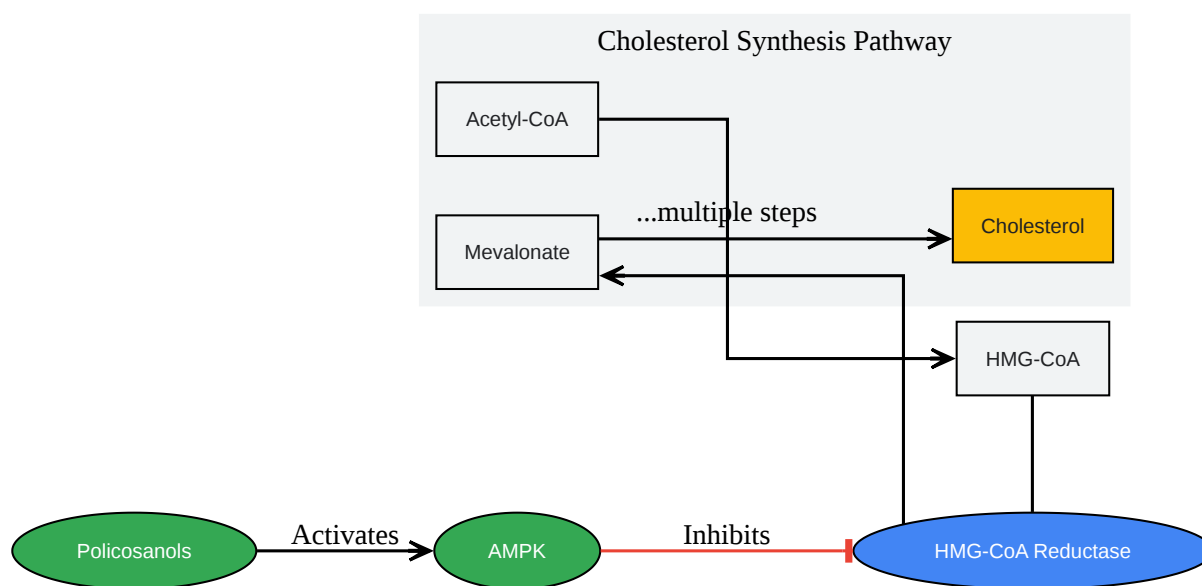 Cholesterol Synthesis Pathway
Acetyl-CoA
...multiple steps
Cholesterol
Mevalonate
HMG-CoA
Policosanols
Activates
AMPK
Inhibits
HMG-CoA Reductase